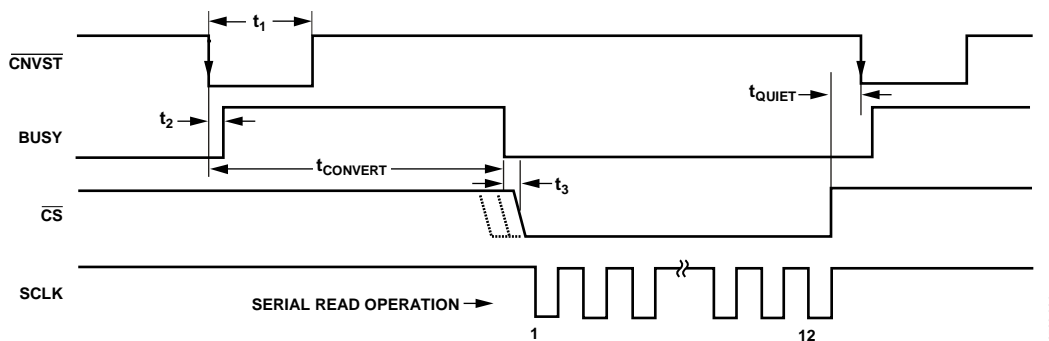 t1
CNVST
tQUIET
t2
BUSY
tCONVERT
t3
CS
SCLK
SERIAL READ OPERATION
1
12